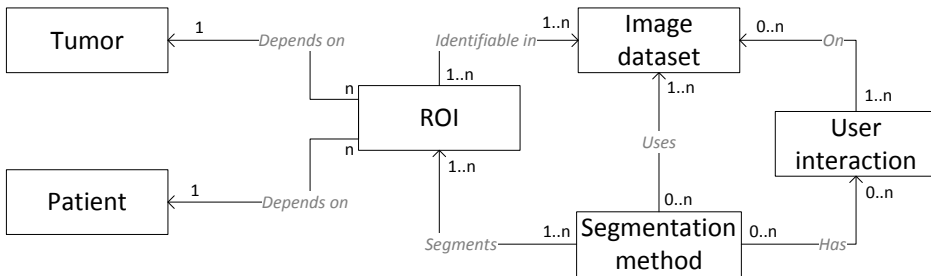 Tumor
1
Depends on
n
Identifiable in
1..n
1..n
Image
dataset
0..n
On
1..n
1..n
ROI
n
1..n
Uses
User
interaction
0..n
Patient
1
Depends on
0..n
Segments
1..n
Segmentation
method
0..n
Has